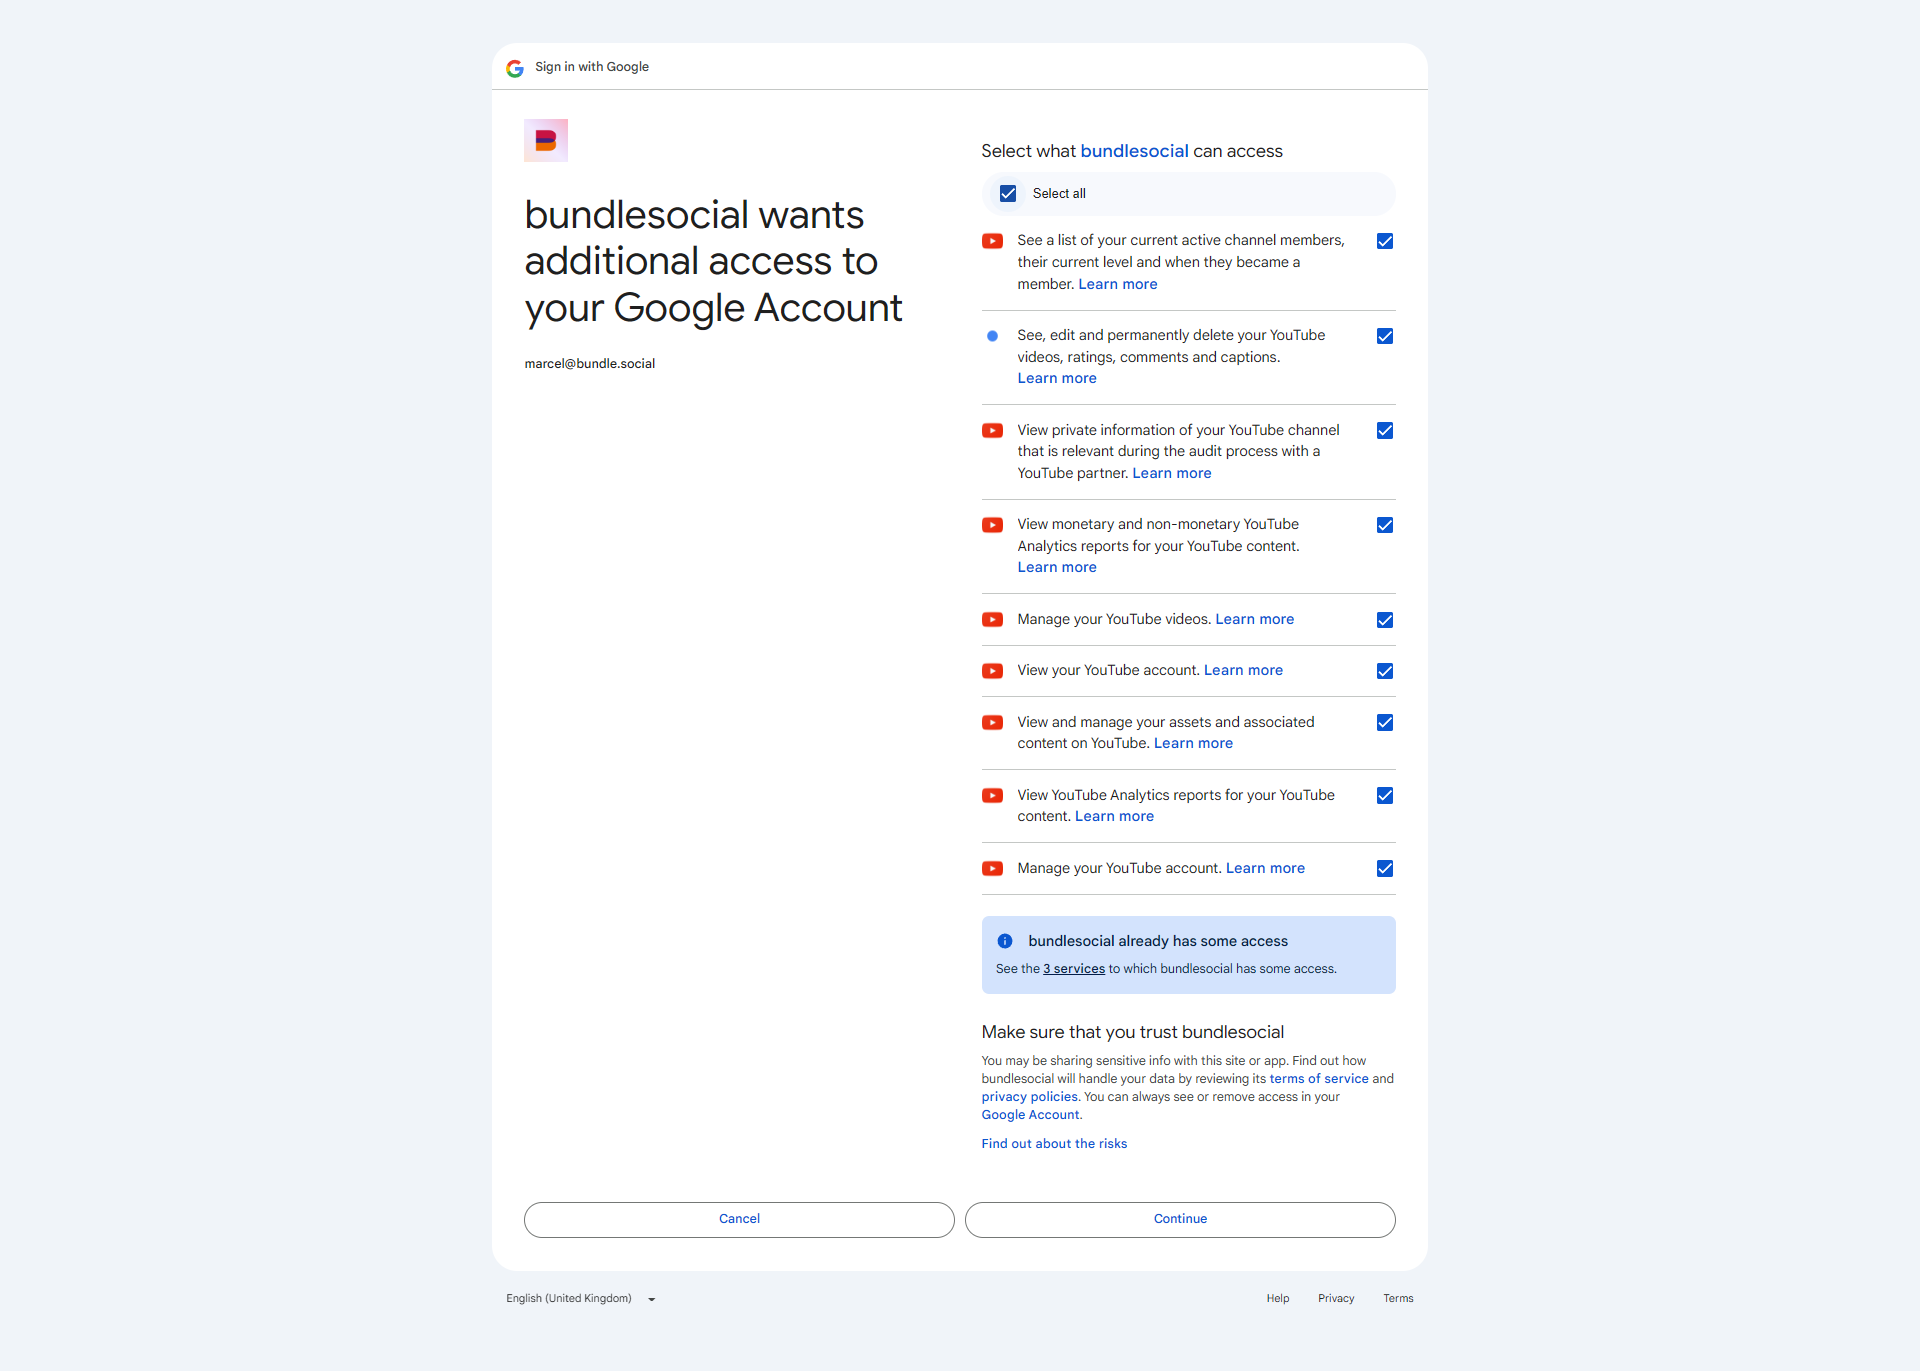 Sign in with Google
bundlesocial wants
additional access to
your Google Account
marcel@bundle.social
Select what bundlesocial can access
Select all
See a list of your current active channel members,
their current level and when they became a
member. Learn more
See, edit and permanently delete your YouTube
videos, ratings, comments and captions.
Learn more
View private information of your YouTube channel
that is relevant during the audit process with a
YouTube partner. Learn more
View monetary and non-monetary YouTube
Analytics reports for your YouTube content.
Learn more
Manage your YouTube videos. Learn more
View your YouTube account. Learn more
View and manage your assets and associated
content on YouTube. Learn more
View YouTube Analytics reports for your YouTube
content. Learn more
Manage your YouTube account. Learn more
bundlesocial already has some access
See the 3 services to which bundlesocial has some access.
Make sure that you trust bundlesocial
You may be sharing sensitive info with this site or app. Find out how
bundlesocial will handle your data by reviewing its terms of service and
privacy policies. You can always see or remove access in your
Google Account.
Find out about the risks
Cancel
Continue
English (United Kingdom)
Help
Privacy
Terms